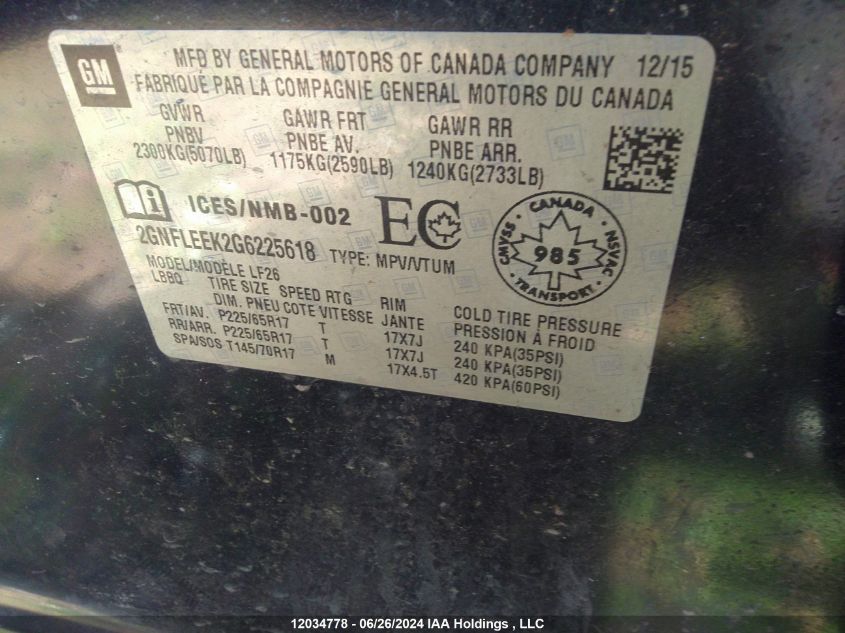 GM
MFD BY GENERAL MOTORS OF CANADA COMPANY 12/15
FABRIQUÉ PAR LA COMPAGNIE GENERAL MOTORS DU CANADA
GVWR GAWR FRT GAWR RR
PNBV PNBE AV. PNBE ARR.
2300KG(5070LB) 1175KG(2590LB) 1240KG(2733LB)
i ICES/NMB-002 EC
CANADA
CMVSS 985 NSVAC
TRANSPORT
2GNFLEEK2G6225618 TYPE: MPV/VTUM
MODEL/MODÈLE LF26
LBBQ TIRE SIZE SPEED RTG RIM COLD TIRE PRESSURE
DIM. PNEU COTE VITESSE JANTE PRESSION À FROID
FRT/AV. P225/65R17 T 17X7J 240 KPA(35PSI)
RR/ARR. P225/65R17 T 17X7J 240 KPA(35PSI)
SPA/SDS T145/70R17 M 17X4.5T 420 KPA(60PSI)
12034778 - 06/26/2024 IAA Holdings , LLC